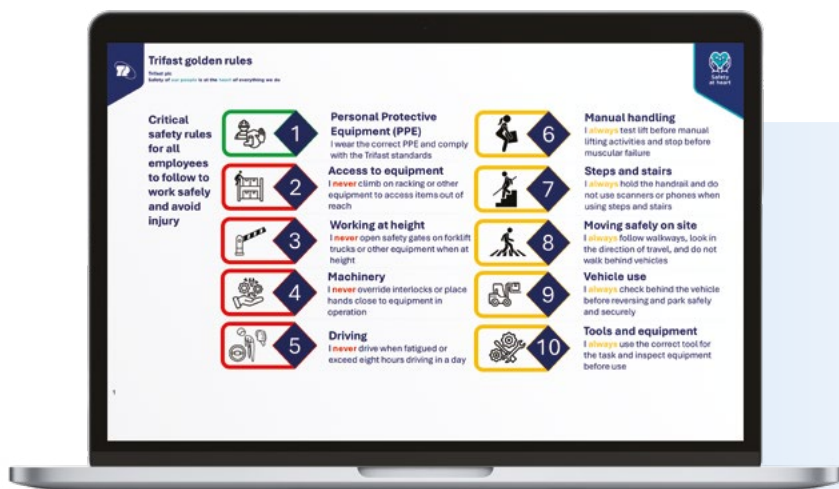 Trifast golden rules
Trifast plc
Safety of our people is at the heart of everything we do
Safety
at heart
Critical
safety rules
for all
employees
to follow to
work safely
and avoid
injury
1
Personal Protective
Equipment (PPE)
I wear the correct PPE and comply
with the Trifast standards
2
Access to equipment
I never climb on racking or other
equipment to access items out of
reach
3
Working at height
I never open safety gates on forklift
trucks or other equipment when at
height
4
Machinery
I never override interlocks or place
hands close to equipment in
operation
5
Driving
I never drive when fatigued or
exceed eight hours driving in a day
6
Manual handling
I always test lift before manual
lifting activities and stop before
muscular failure
7
Steps and stairs
I always hold the handrail and do
not use scanners or phones when
using steps and stairs
8
Moving safely on site
I always follow walkways, look in
the direction of travel, and do not
walk behind vehicles
9
Vehicle use
I always check behind the vehicle
before reversing and park safely
and securely
10
Tools and equipment
I always use the correct tool for
the task and inspect equipment
before use
1